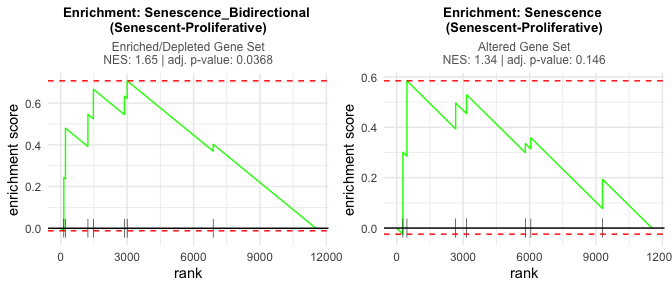 Enrichment: Senescence_Bidirectional
(Senescent-Proliferative)
Enriched/Depleted Gene Set
NES: 1.65 | adj. p-value: 0.0368
enrichment score
0.6
0.4
0.2
0.0
0 3000 6000 9000 12000
rank
Enrichment: Senescence
(Senescent-Proliferative)
Altered Gene Set
NES: 1.34 | adj. p-value: 0.146
enrichment score
0.6
0.4
0.2
0.0
0 3000 6000 9000 1200
rank